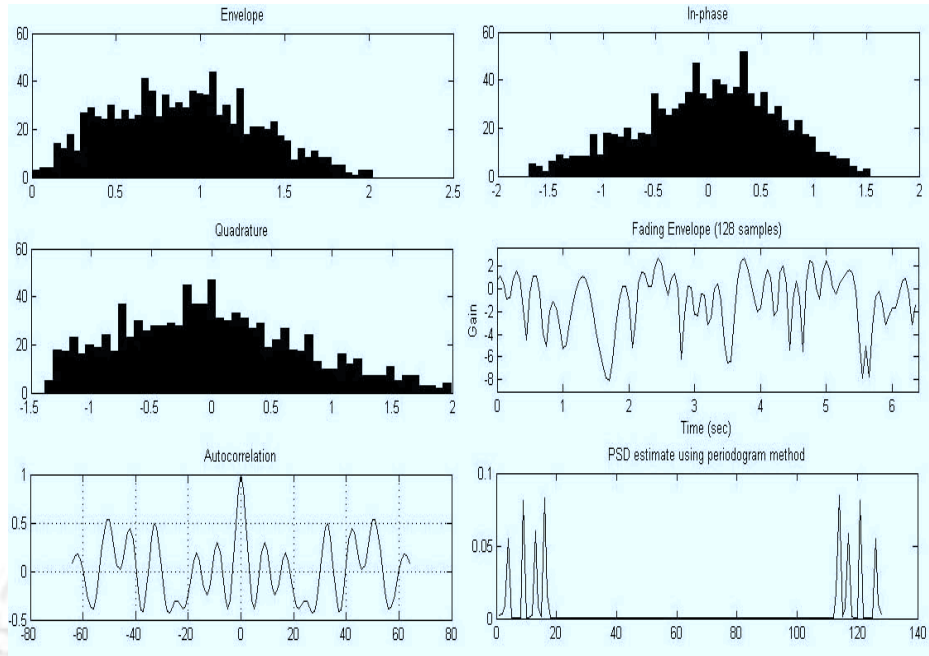 Envelope
60
40
20
0
0 0.5 1 1.5 2 2.5
In-phase
60
40
20
0
-2 -1.5 -1 -0.5 0 0.5 1 1.5 2
Quadrature
60
40
20
0
-1.5 -1 -0.5 0 0.5 1 1.5 2
Fading Envelope (128 samples)
Gain
2
0
-2
-4
-6
-8
0 1 2 3 4 5 6
Time (sec)
Autocorrelation
1
0.5
0
-0.5
-80 -60 -40 -20 0 20 40 60 80
PSD estimate using periodogram method
0.1
0.05
0
0 20 40 60 80 100 120 140